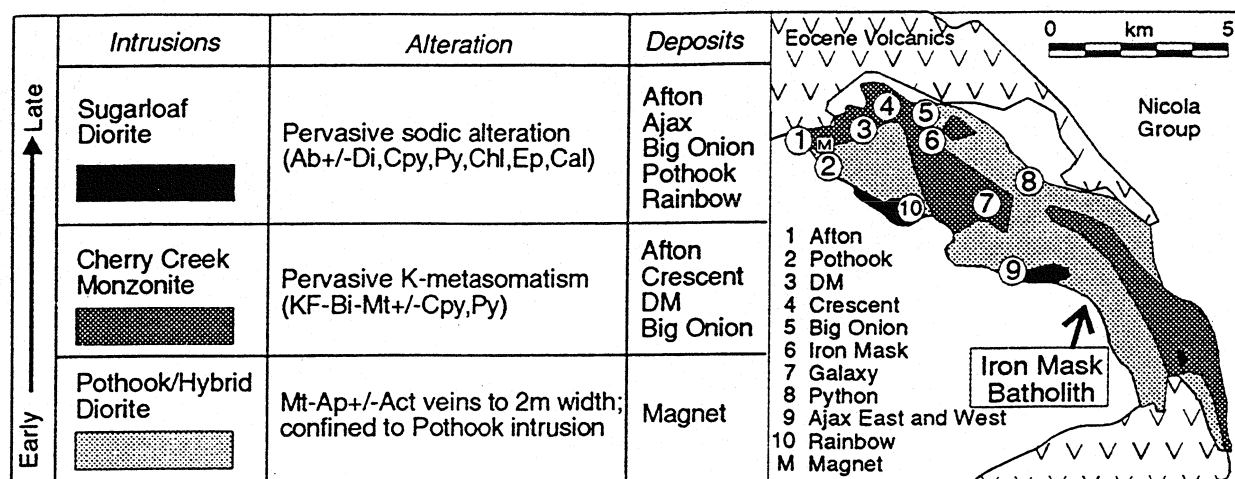 Intrusions
Alteration
Deposits
Early
Late
Sugarloaf
Diorite
Pervasive sodic alteration
(Ab+/-Di,Cpy,Py,Chl,Ep,Cal)
Afton
Ajax
Big Onion
Pothook
Rainbow
Cherry Creek
Monzonite
Pervasive K-metasomatism
(KF-Bi-Mt+/-Cpy,Py)
Afton
Crescent
DM
Big Onion
Pothook/Hybrid
Diorite
Mt-Ap+/-Act veins to 2m width;
confined to Pothook intrusion
Magnet
Eocene Volcanics
0 km 5
Nicola
Group
1
M
2
3
4
5
6
7
8
9
10
1 Afton
2 Pothook
3 DM
4 Crescent
5 Big Onion
6 Iron Mask
7 Galaxy
8 Python
9 Ajax East and West
10 Rainbow
M Magnet
Iron Mask
Batholith